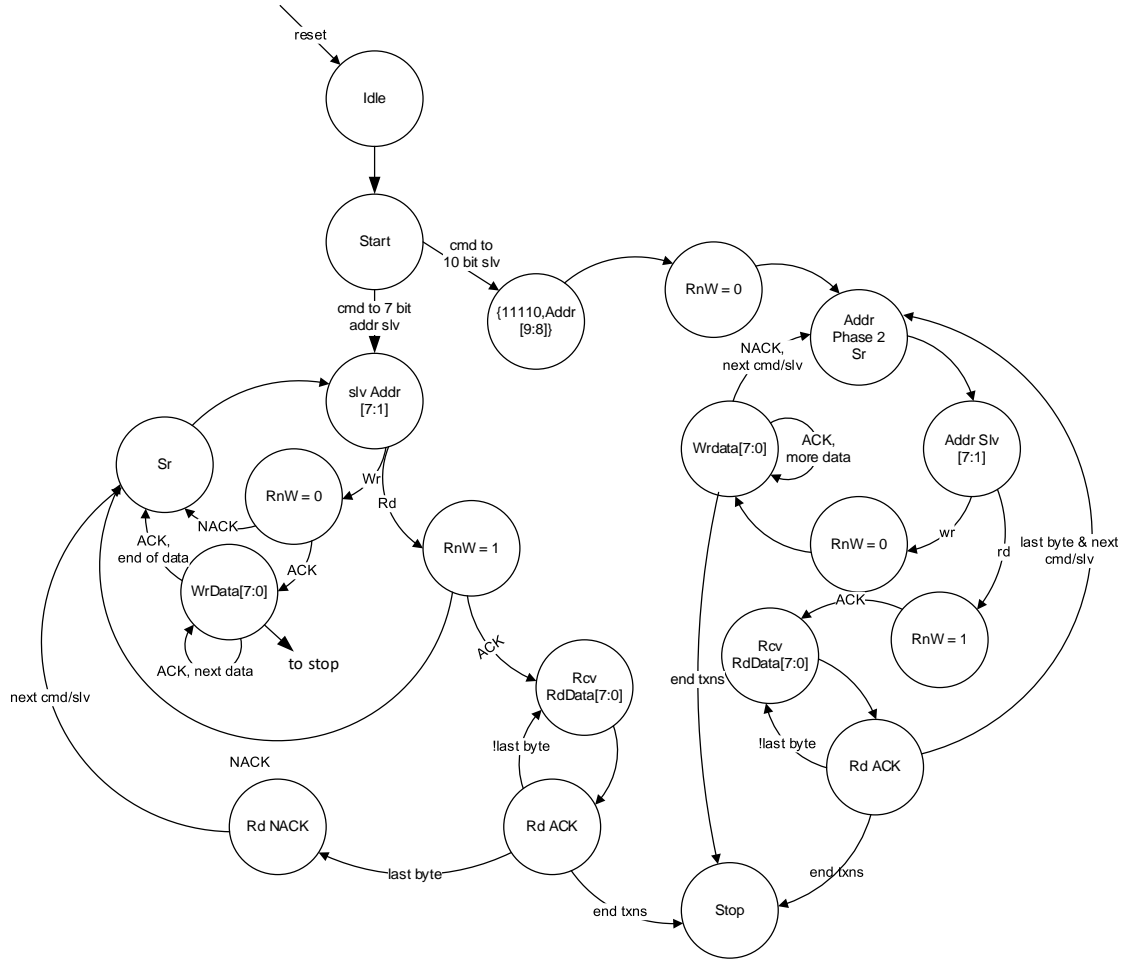 reset
Idle
Start
cmd to
10 bit slv
cmd to 7 bit
addr slv
{11110,Addr
[9:8]}
RnW = 0
Addr
Phase 2
Sr
NACK,
next cmd/slv
slv Addr
[7:1]
Sr
Wr
Rd
RnW = 0
NACK
ACK,
end of data
ACK
WrData[7:0]
ACK, next data
to stop
RnW = 1
ACK
Wrdata[7:0]
ACK,
more data
Addr Slv
[7:1]
wr
rd
RnW = 0
last byte & next
cmd/slv
ACK
RnW = 1
Rcv
RdData[7:0]
end txns
!last byte
Rd ACK
Rcv
RdData[7:0]
!last byte
next cmd/slv
NACK
Rd NACK
last byte
Rd ACK
end txns
end txns
Stop